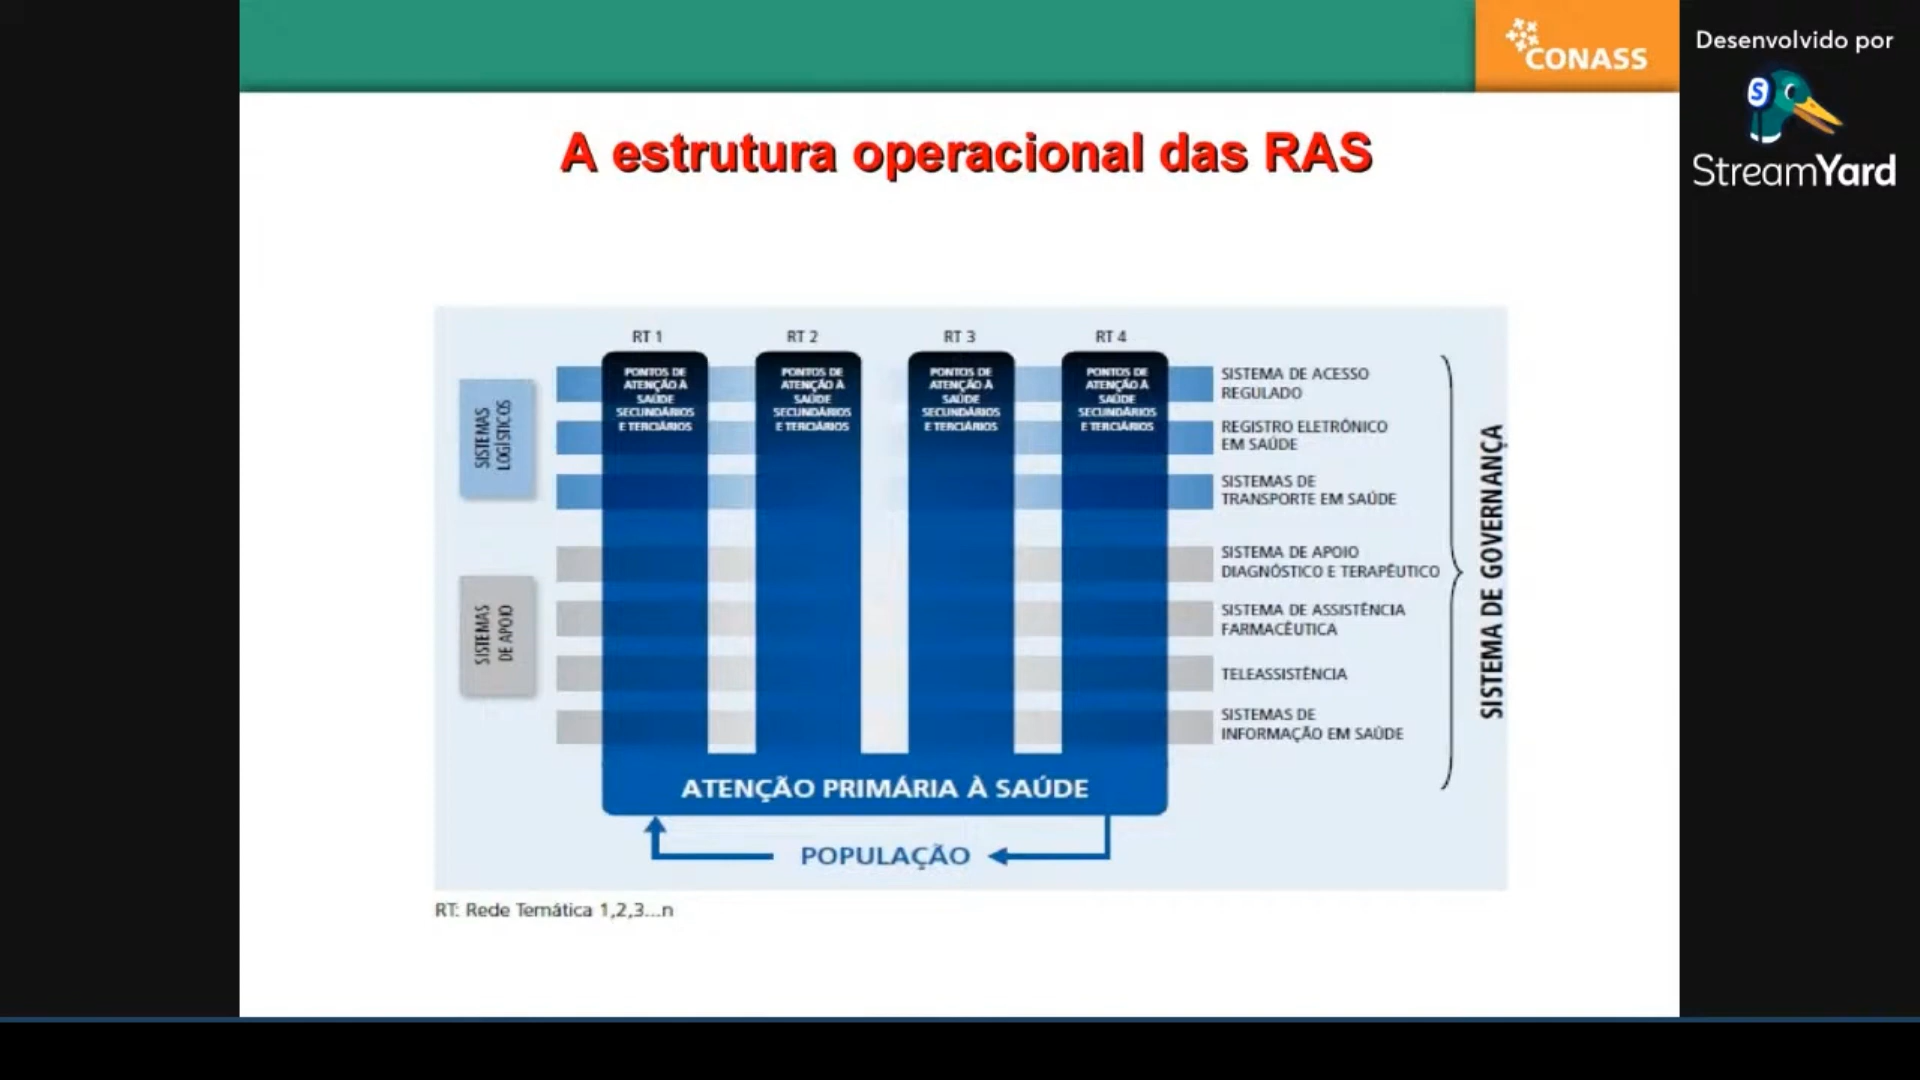 CONASS
Desenvolvido por
S
StreamYard
A estrutura operacional das RAS
RT 1
RT 2
RT 3
RT 4
PONTOS DE
ATENÇÃO À
SAÚDE
SECUNDÁRIOS
E TERCIÁRIOS
PONTOS DE
ATENÇÃO À
SAÚDE
SECUNDÁRIOS
E TERCIÁRIOS
PONTOS DE
ATENÇÃO À
SAÚDE
SECUNDÁRIOS
E TERCIÁRIOS
PONTOS DE
ATENÇÃO À
SAÚDE
SECUNDÁRIOS
E TERCIÁRIOS
SISTEMAS
LOGÍSTICOS
SISTEMAS
DE APOIO
SISTEMA DE ACESSO
REGULADO
REGISTRO ELETRÔNICO
EM SAÚDE
SISTEMAS DE
TRANSPORTE EM SAÚDE
SISTEMA DE APOIO
DIAGNÓSTICO E TERAPÊUTICO
SISTEMA DE ASSISTÊNCIA
FARMACÊUTICA
TELEASSISTÊNCIA
SISTEMAS DE
INFORMAÇÃO EM SAÚDE
SISTEMA DE GOVERNANÇA
ATENÇÃO PRIMÁRIA À SAÚDE
POPULAÇÃO
RT: Rede Temática 1,2,3...n